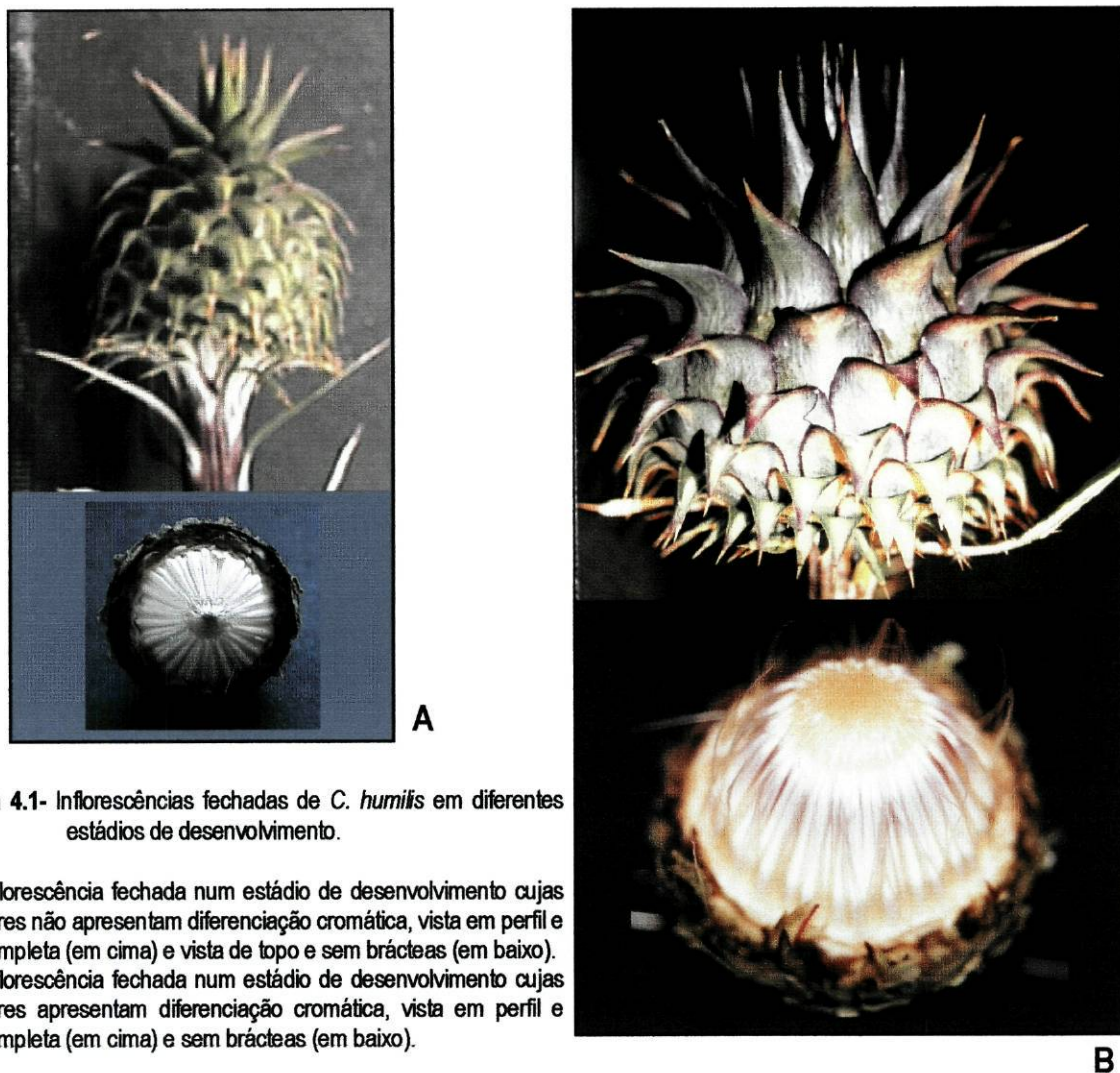 A
B
4.1- Inflorescências fechadas de C. humilis em diferentes
estádios de desenvolvimento.
florescência fechada num estádio de desenvolvimento cujas
res não apresentam diferenciação cromática, vista em perfil e
mpleta (em cima) e vista de topo e sem brácteas (em baixo).
florescência fechada num estádio de desenvolvimento cujas
res apresentam diferenciação cromática, vista em perfil e
mpleta (em cima) e sem brácteas (em baixo).